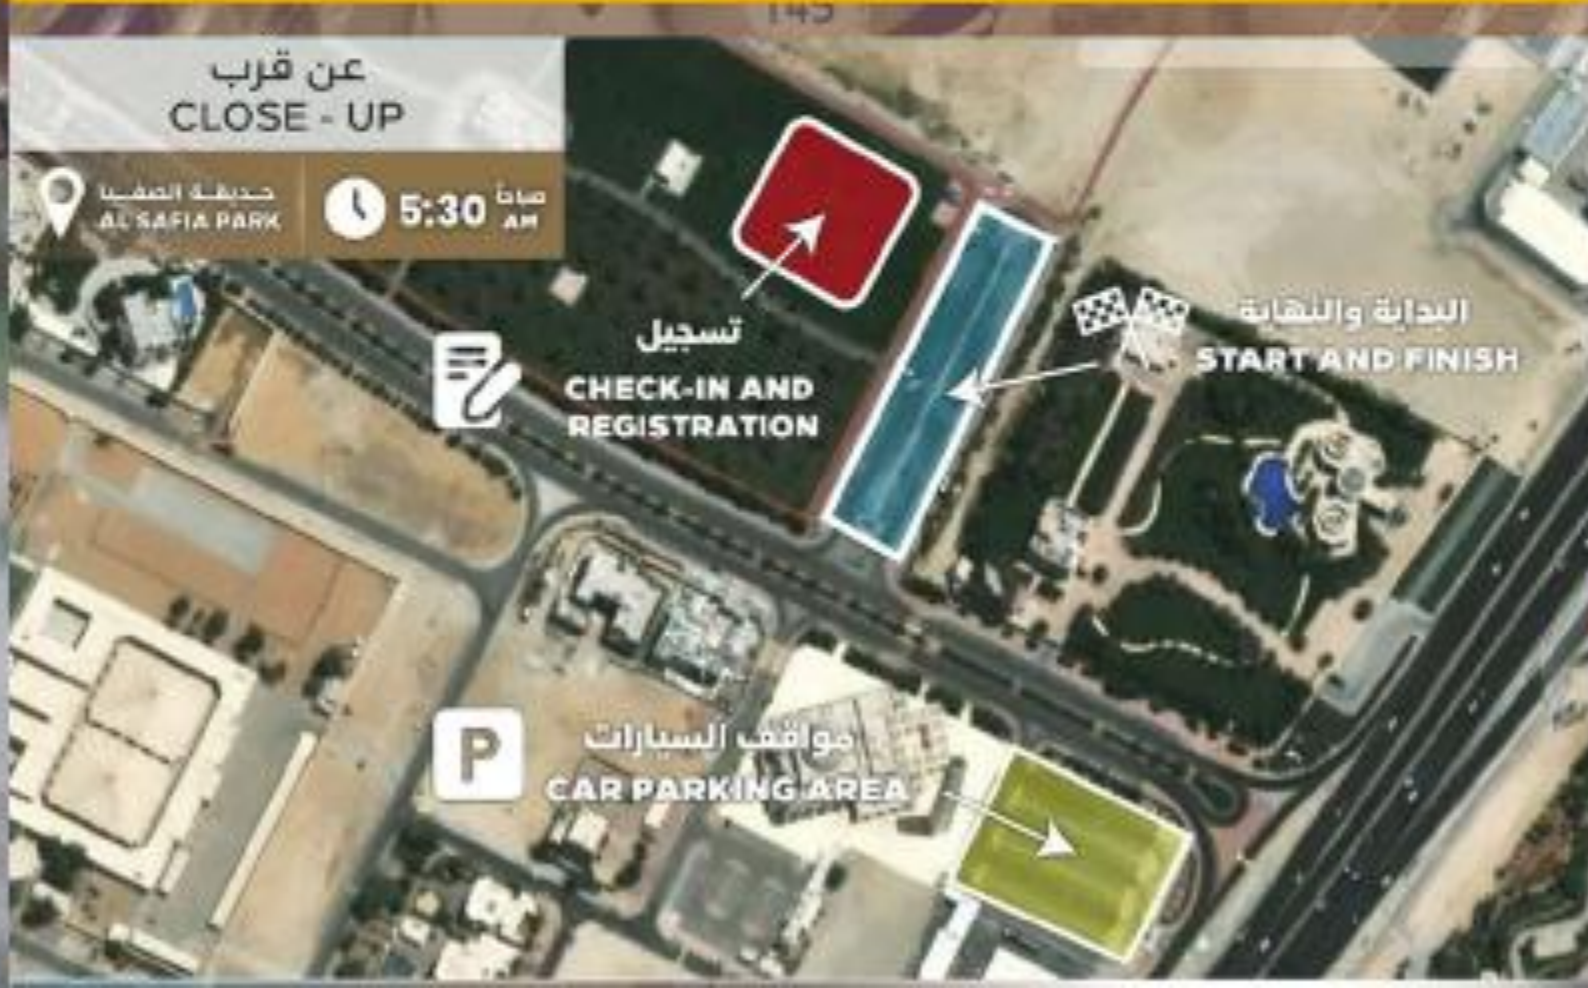 145
عن قرب
CLOSE - UP
حديقة الصفيا
AL SAFIA PARK
5:30 صباحاً
AM
تسجيل
CHECK-IN AND
REGISTRATION
البداية والنهاية
START AND FINISH
P
مواقف السيارات
CAR PARKING AREA